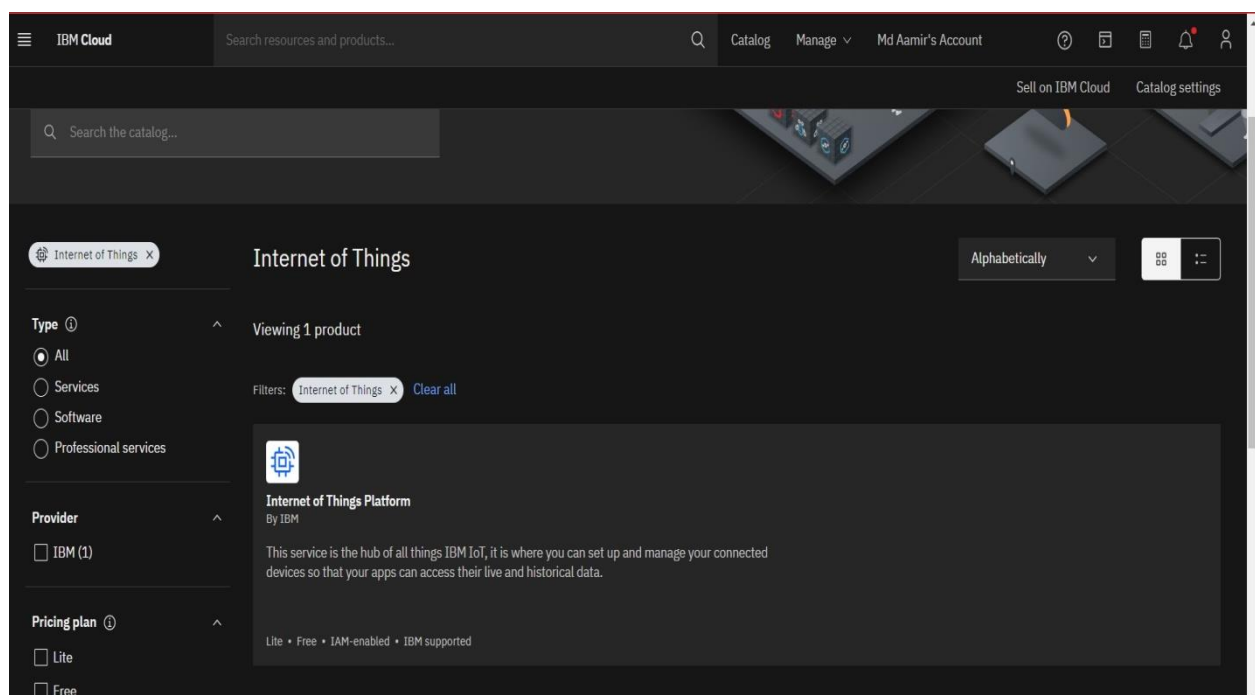 IBM Cloud
Search resources and products...
Catalog
Manage
Md Aamir's Account
Sell on IBM Cloud
Catalog settings
Search the catalog...
Internet of Things
Internet of Things
Alphabetically
Type
All
Services
Software
Professional services
Viewing 1 product
Filters: Internet of Things Clear all
Internet of Things Platform
By IBM
This service is the hub of all things IBM IoT, it is where you can set up and manage your connected
devices so that your apps can access their live and historical data.
Lite • Free • IAM-enabled • IBM supported
Provider
IBM (1)
Pricing plan
Lite
Free